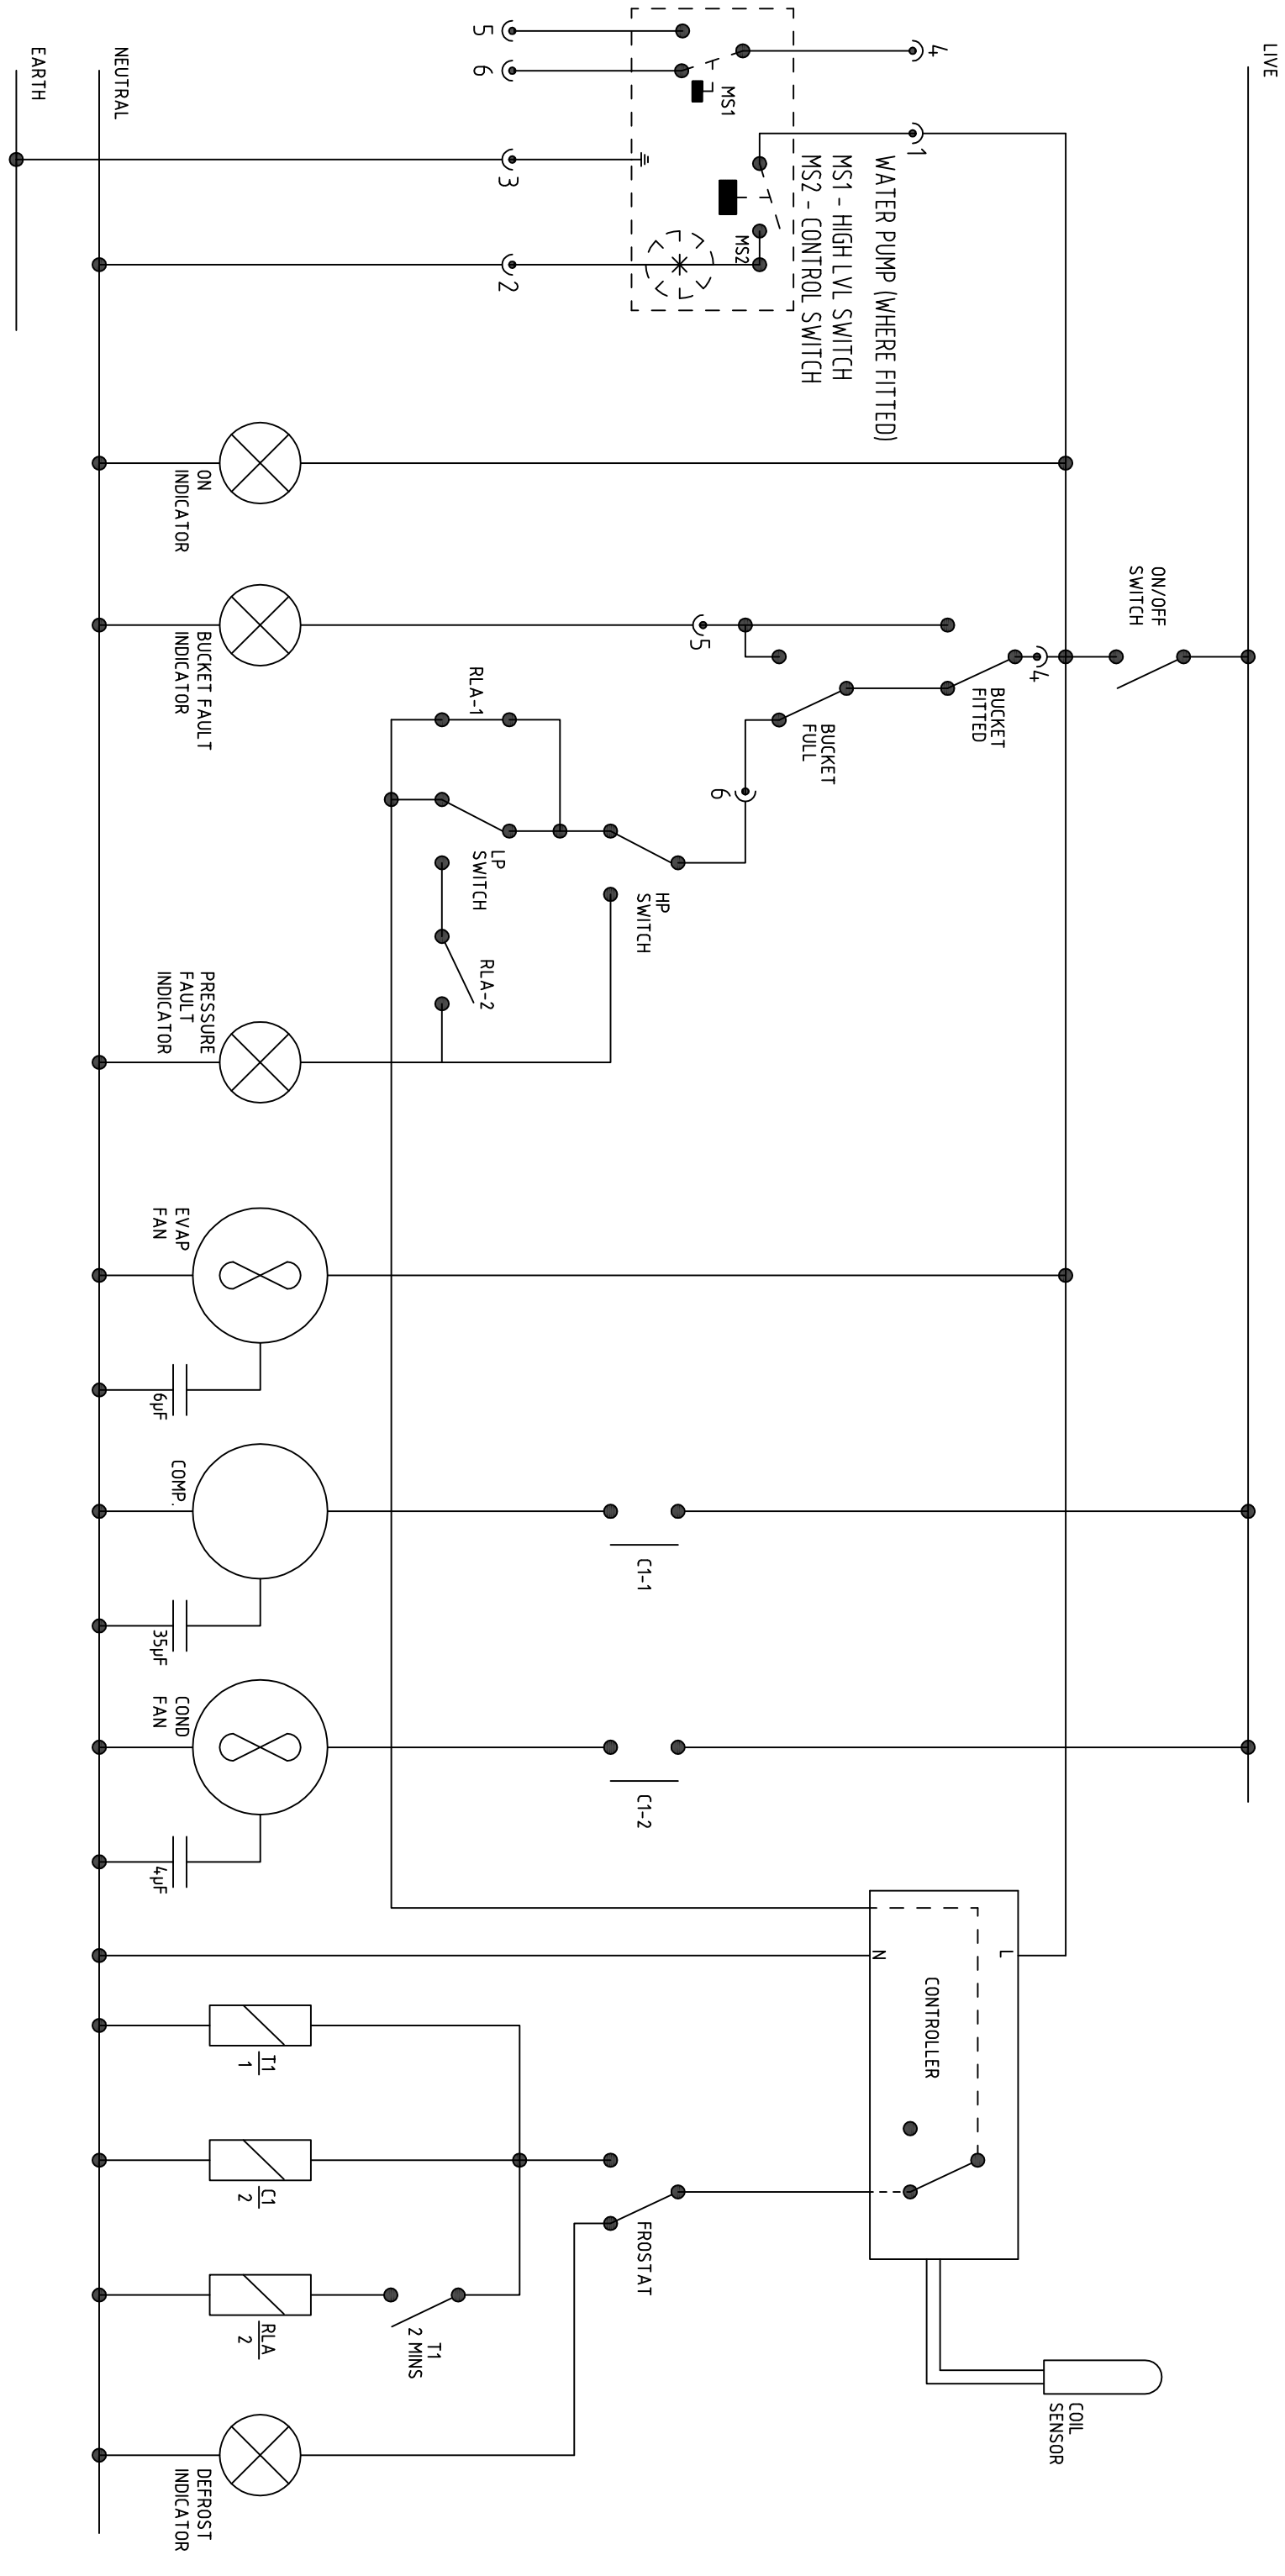 LIVE
NEUTRAL
EARTH
4
5
6
MS1
1
3
2
MS2
WATER PUMP (WHERE FITTED)
MS1 - HIGH LVL SWITCH
MS2 - CONTROL SWITCH
ON
INDICATOR
ON/OFF
SWITCH
4
BUCKET
FITTED
5
BUCKET FAULT
INDICATOR
BUCKET
FULL
6
RLA-1
LP
SWITCH
HP
SWITCH
RLA-2
PRESSURE
FAULT
INDICATOR
EVAP
FAN
6µF
COMP.
35µF
C1-1
COND
FAN
4µF
C1-2
L
N
CONTROLLER
T1
1
C1
2
RLA
2
T1
2 MINS
FROSTAT
COIL
SENSOR
DEFROST
INDICATOR